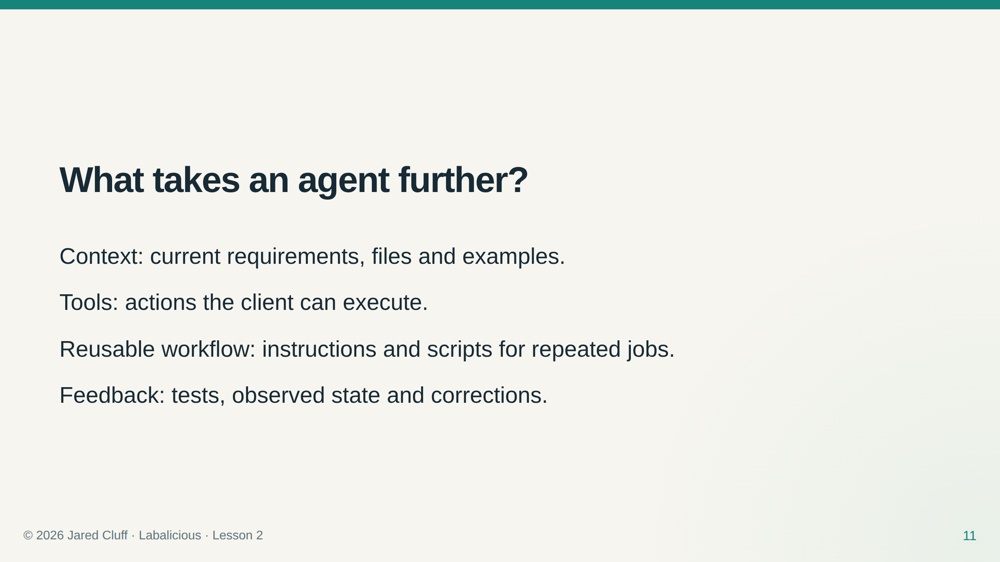 What takes an agent further?
Context: current requirements, files and examples.
Tools: actions the client can execute.
Reusable workflow: instructions and scripts for repeated jobs.
Feedback: tests, observed state and corrections.
© 2026 Jared Cluff · Labalicious · Lesson 2
11